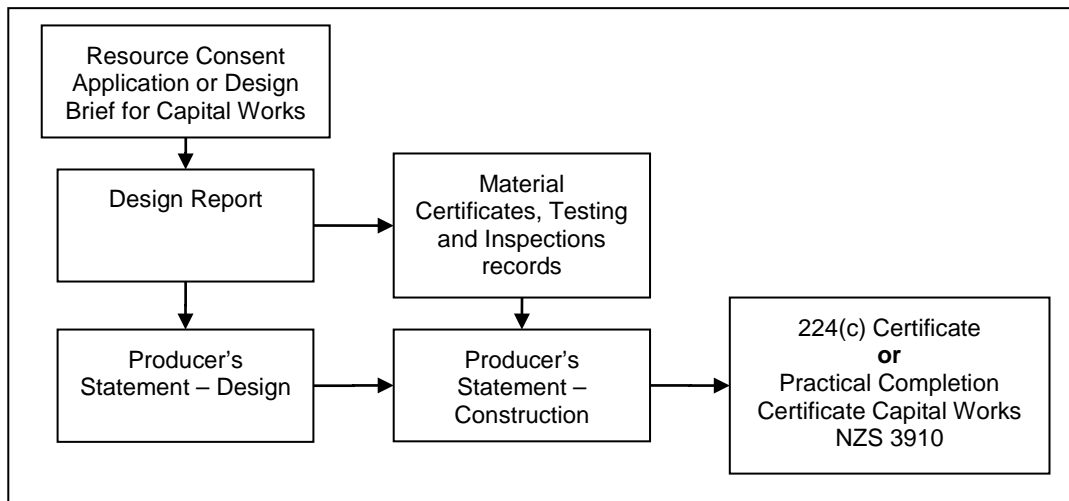 Resource Consent
Application or Design
Brief for Capital Works
Design Report
Material
Certificates, Testing
and Inspections
records
Producer's
Statement – Design
Producer's
Statement –
Construction
224(c) Certificate
or
Practical Completion
Certificate Capital Works
NZS 3910